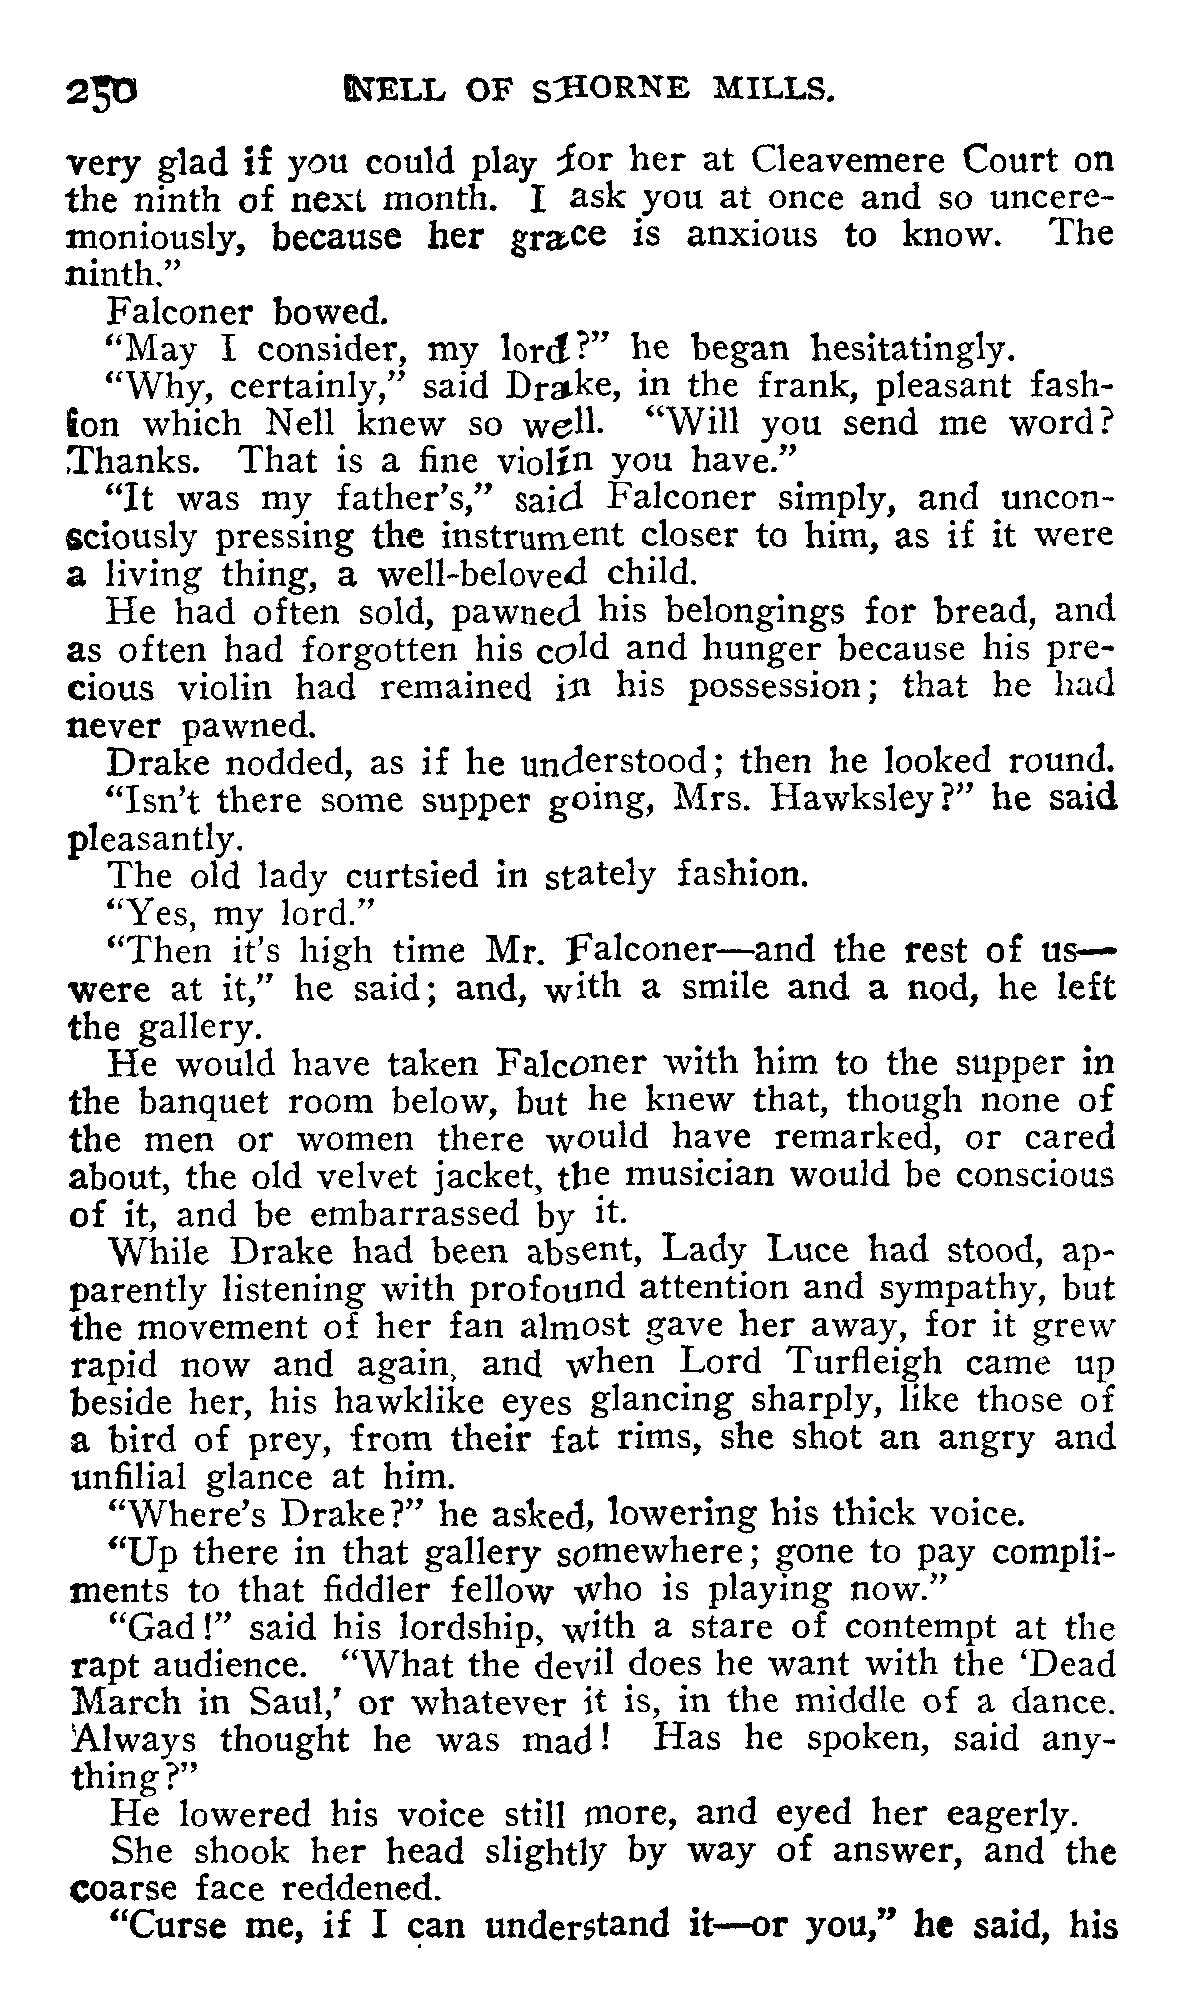 250 NELL OF SHORNE MILLS.
very glad if you could play for her at Cleavemere Court on
the ninth of next month. I ask you at once and so uncere-
moniously, because her grace is anxious to know. The
ninth."
Falconer bowed.
"May I consider, my lord?" he began hesitatingly.
"Why, certainly," said Drake, in the frank, pleasant fash-
ion which Nell knew so well. "Will you send me word?
Thanks. That is a fine violin you have."
"It was my father's," said Falconer simply, and uncon-
sciously pressing the instrument closer to him, as if it were
a living thing, a well-beloved child.
He had often sold, pawned his belongings for bread, and
as often had forgotten his cold and hunger because his pre-
cious violin had remained in his possession; that he had
never pawned.
Drake nodded, as if he understood; then he looked round.
"Isn't there some supper going, Mrs. Hawksley?" he said
pleasantly.
The old lady curtsied in stately fashion.
"Yes, my lord."
"Then it's high time Mr. Falconer—and the rest of us—
were at it," he said; and, with a smile and a nod, he left
the gallery.
He would have taken Falconer with him to the supper in
the banquet room below, but he knew that, though none of
the men or women there would have remarked, or cared
about, the old velvet jacket, the musician would be conscious
of it, and be embarrassed by it.
While Drake had been absent, Lady Luce had stood, ap-
parently listening with profound attention and sympathy, but
the movement of her fan almost gave her away, for it grew
rapid now and again, and when Lord Turfleigh came up
beside her, his hawklike eyes glancing sharply, like those of
a bird of prey, from their fat rims, she shot an angry and
unfilial glance at him.
"Where's Drake?" he asked, lowering his thick voice.
"Up there in that gallery somewhere; gone to pay compli-
ments to that fiddler fellow who is playing now."
"Gad!" said his lordship, with a stare of contempt at the
rapt audience. "What the devil does he want with the 'Dead
March in Saul,' or whatever it is, in the middle of a dance.
Always thought he was mad! Has he spoken, said any-
thing?"
He lowered his voice still more, and eyed her eagerly.
She shook her head slightly by way of answer, and the
coarse face reddened.
"Curse me, if I can understand it—or you," he said, his